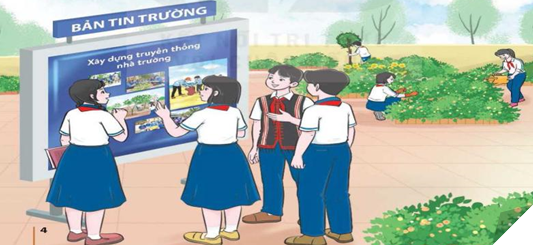 BẢN TIN TRƯỜNG
Xây dựng truyền thống
nhà trường
4